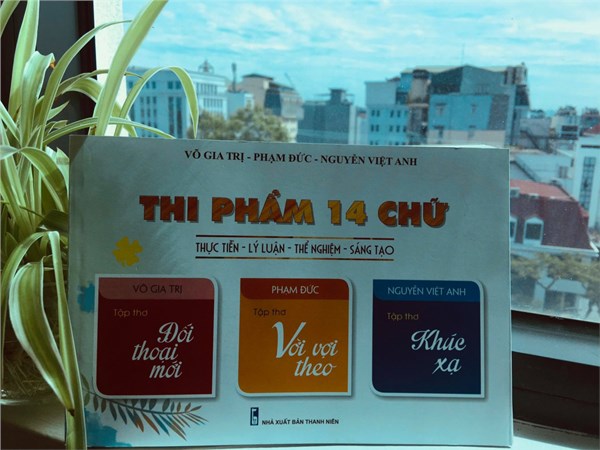 VÕ GIA TRỊ - PHẠM ĐỨC - NGUYỄN VIỆT ANH
THI PHẨM 14 CHỮ
THỰC TIỄN - LÝ LUẬN - THỂ NGHIỆM - SÁNG TẠO
VÕ GIA TRỊ
Tập thơ
Đối
thoại
mới
PHẠM ĐỨC
Tập thơ
Vời vợi
theo
NGUYỄN VIỆT ANH
Tập thơ
Khúc
xạ
NHÀ XUẤT BẢN THANH NIÊN